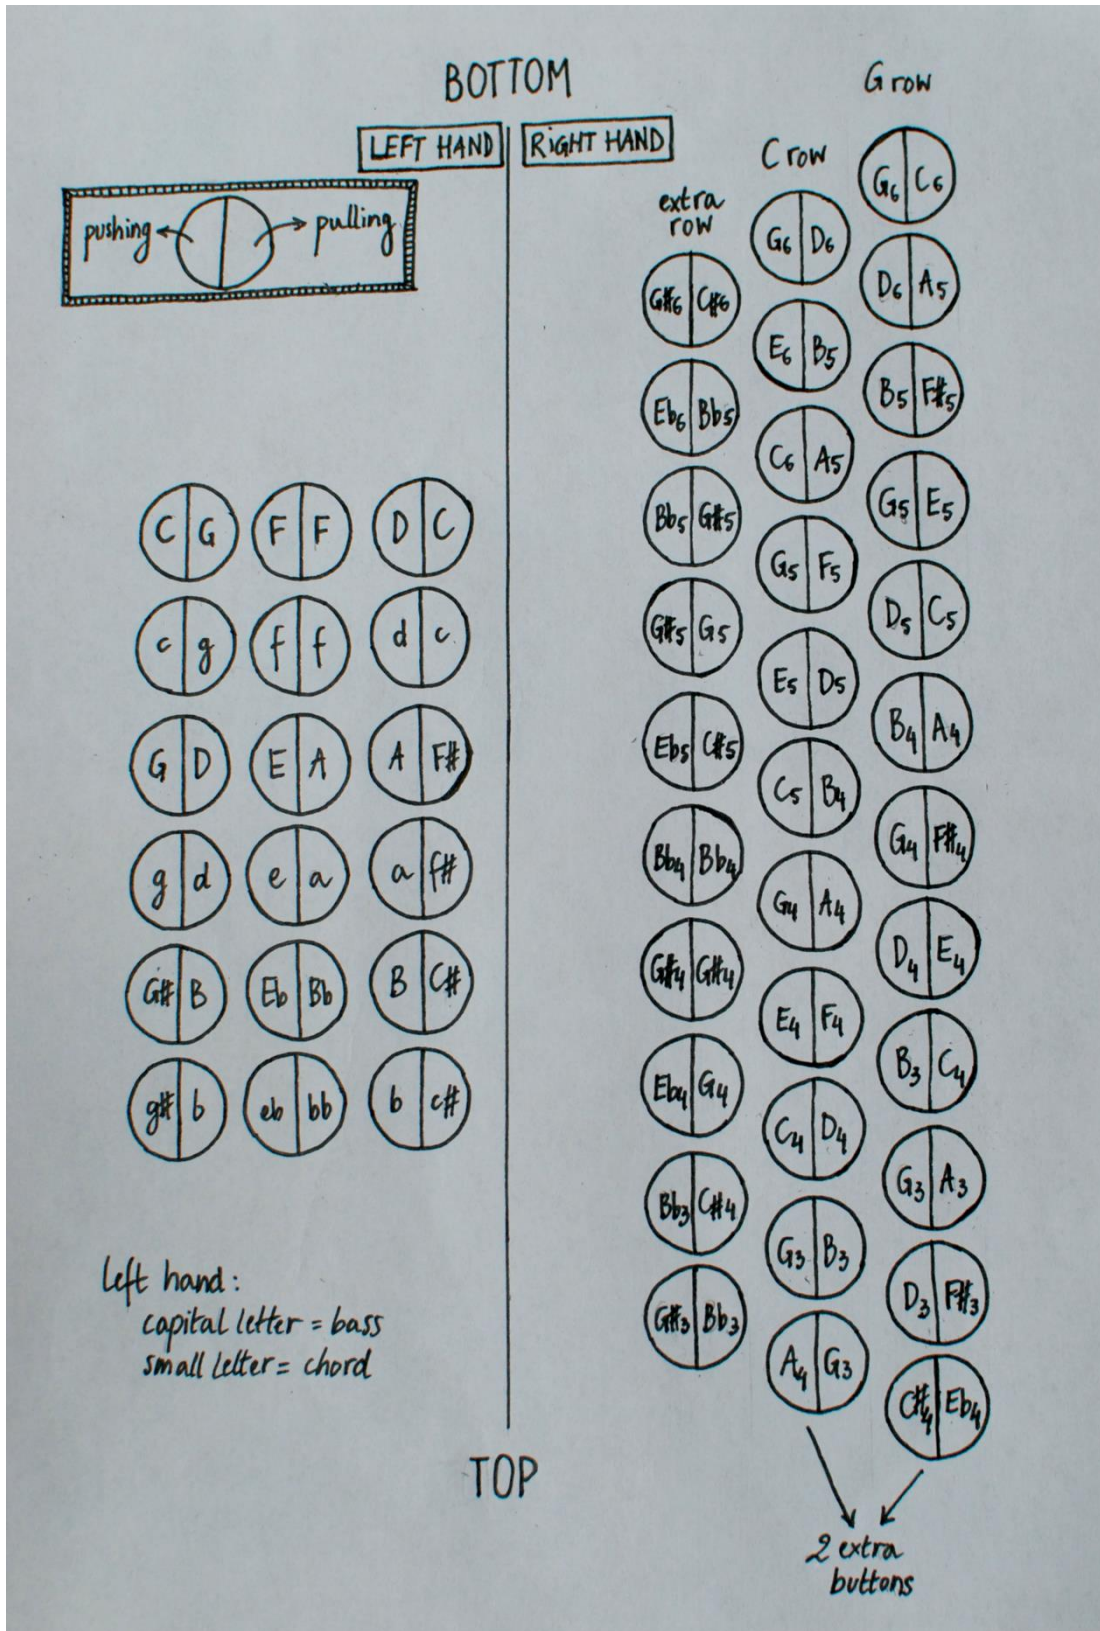 BOTTOM
G row
LEFT HAND
RIGHT HAND
C row
extra
row
pushing
pulling
G6 C6
G6 D6
D6 A5
G#6 C#6
E6 B5
B5 F#5
Eb6 Bb5
C6 A5
G5 E5
Bb5 G#5
G5 F5
D5 C5
G#5 G5
E5 D5
B4 A4
Eb5 C#5
C5 B4
G4 F#4
Bb4 Bb4
G4 A4
D4 E4
G#4 G#4
E4 F4
B3 C4
Eb4 G4
C4 D4
G3 A3
Bb3 C#4
G3 B3
D3 F#3
G#3 Bb3
A4 G3
C#4 Eb4
C G F F D C
c g f f d c
G D E A A F#
g d e a a f#
G# B Eb Bb B C#
g# b eb bb b c#
left hand:
capital letter = bass
small letter = chord
TOP
2 extra
buttons